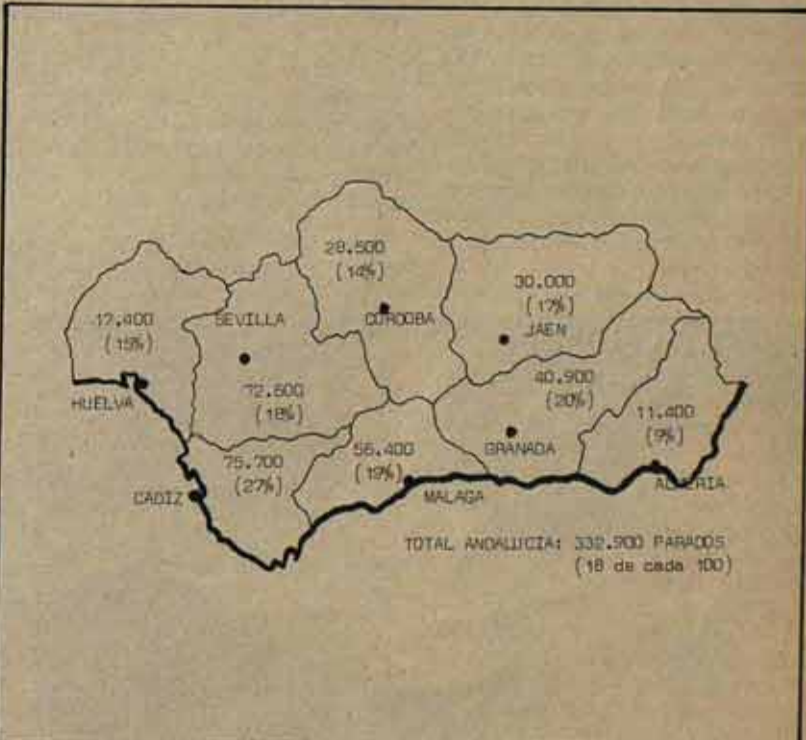 28.500
(14%)
CORDOBA
30.000
(17%)
JAEN
17.400
(15%)
HUELVA
SEVILLA
72.600
(18%)
40.900
(20%)
GRANADA
11.400
(9%)
ALMERIA
75.700
(27%)
CADIZ
56.400
(19%)
MALAGA
TOTAL ANDALUCIA: 332.900 PARADOS
(18 de cada 100)